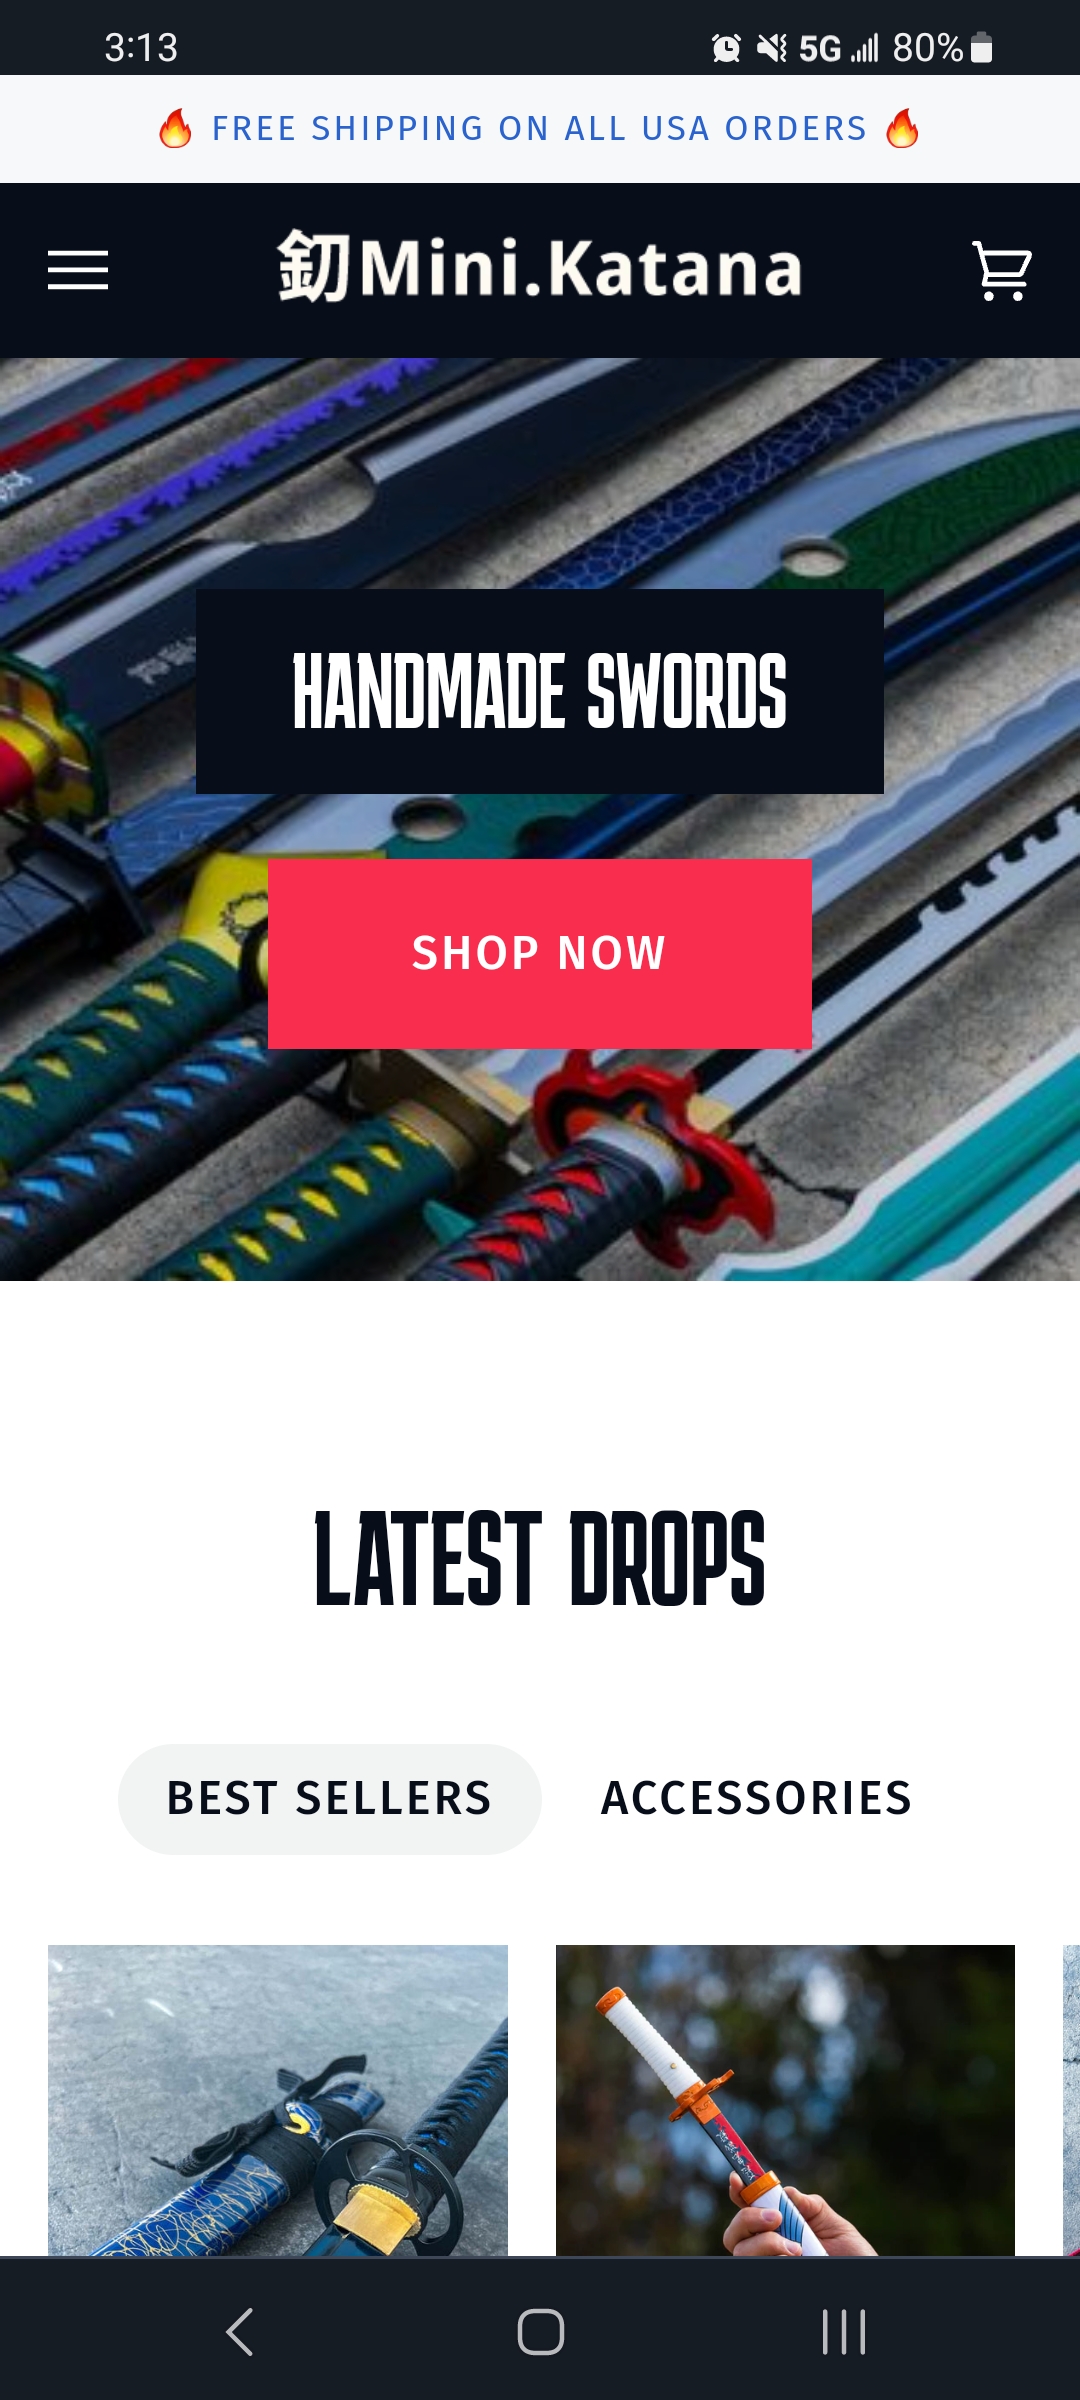 3:13
5G 80%
🔥 FREE SHIPPING ON ALL USA ORDERS 🔥
釖Mini.Katana
HANDMADE SWORDS
SHOP NOW
LATEST DROPS
BEST SELLERS ACCESSORIES